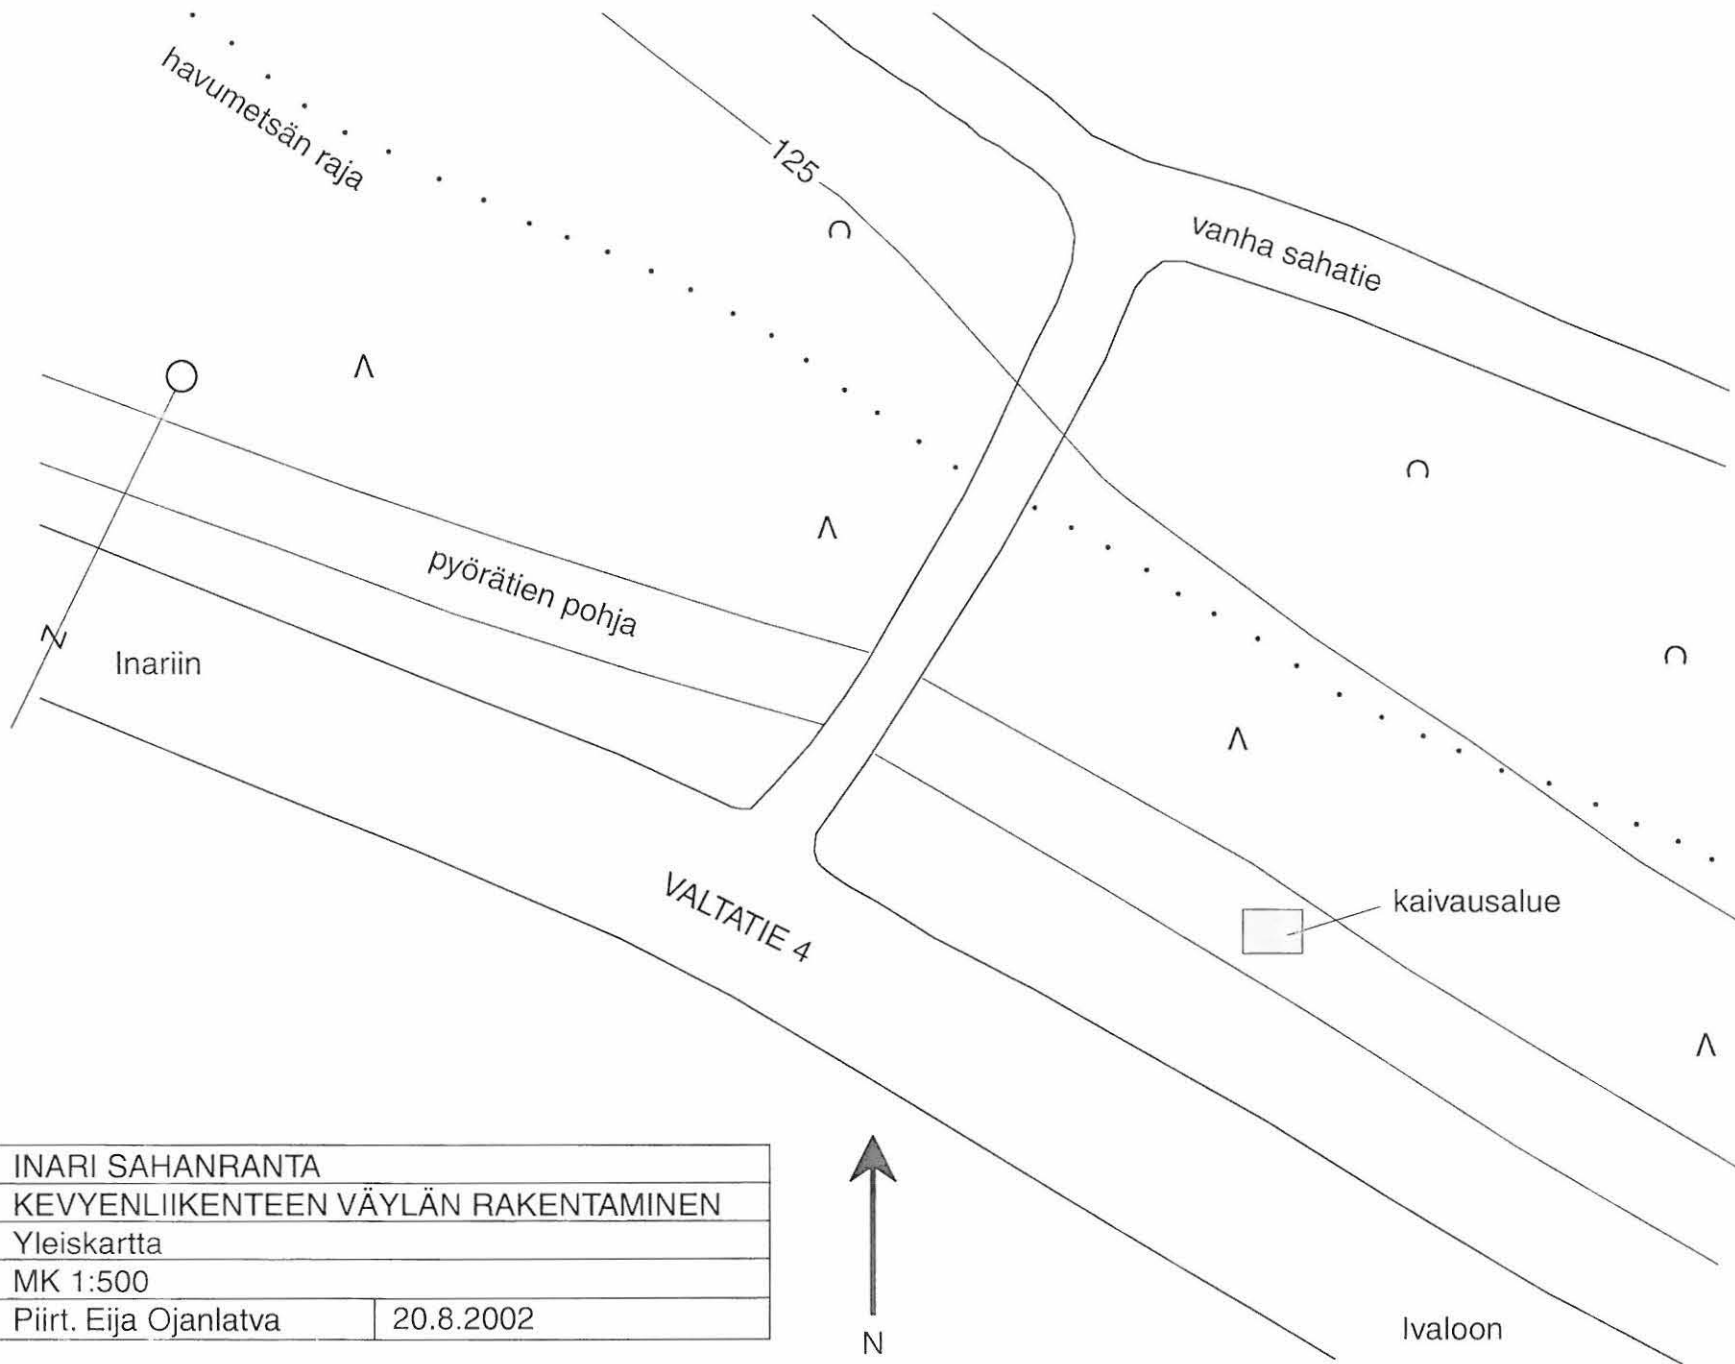 havumetsän raja
125
vanha sahatie
pyörätien pohja
N
Inariin
VALTATIE 4
kaivausalue
INARI SAHANRANTA
KEVYENLIIKENTEEN VÄYLÄN RAKENTAMINEN
Yleiskartta
MK 1:500
Piirt. Eija Ojanlatva 20.8.2002
N
Ivaloon